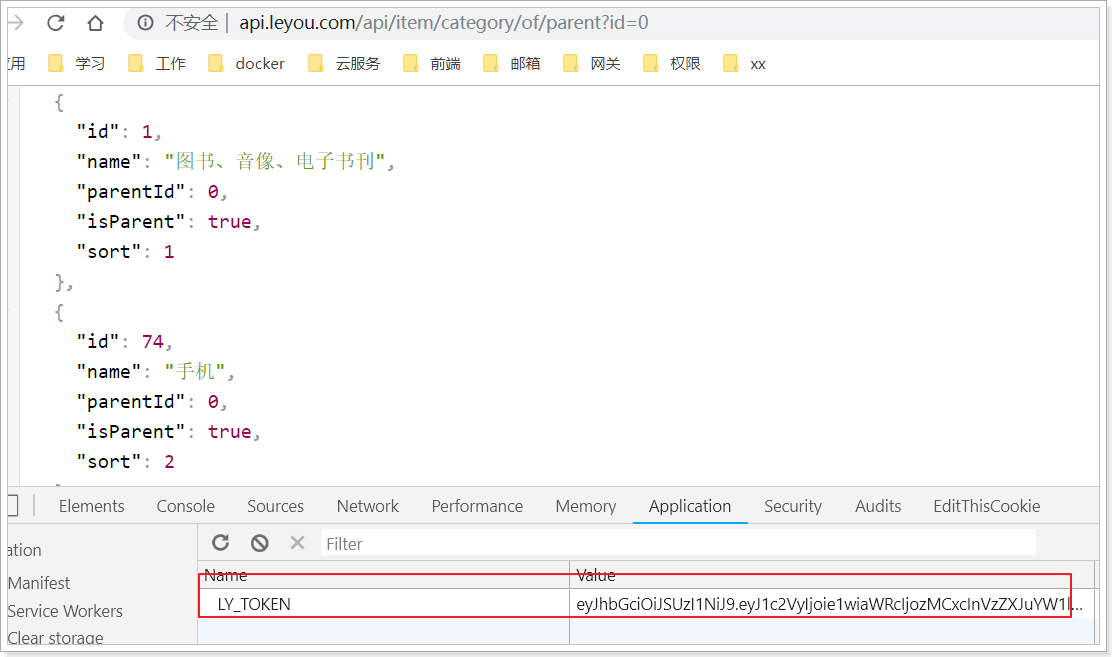 不安全 | api.leyou.com/api/item/category/of/parent?id=0
应用 学习 工作 docker 云服务 前端 邮箱 网关 权限 xx
{
"id": 1,
"name": "图书、音像、电子书刊",
"parentId": 0,
"isParent": true,
"sort": 1
},
{
"id": 74,
"name": "手机",
"parentId": 0,
"isParent": true,
"sort": 2
Elements Console Sources Network Performance Memory Application Security Audits EditThisCookie
ation
Filter
Name Value
Manifest
LY_TOKEN eyJhbGciOiJSUzI1NiJ9.eyJ1c2VyIjoie1wiaWRcIjozMCxcInVzZXJuYW1l...
Service Workers
Clear storage